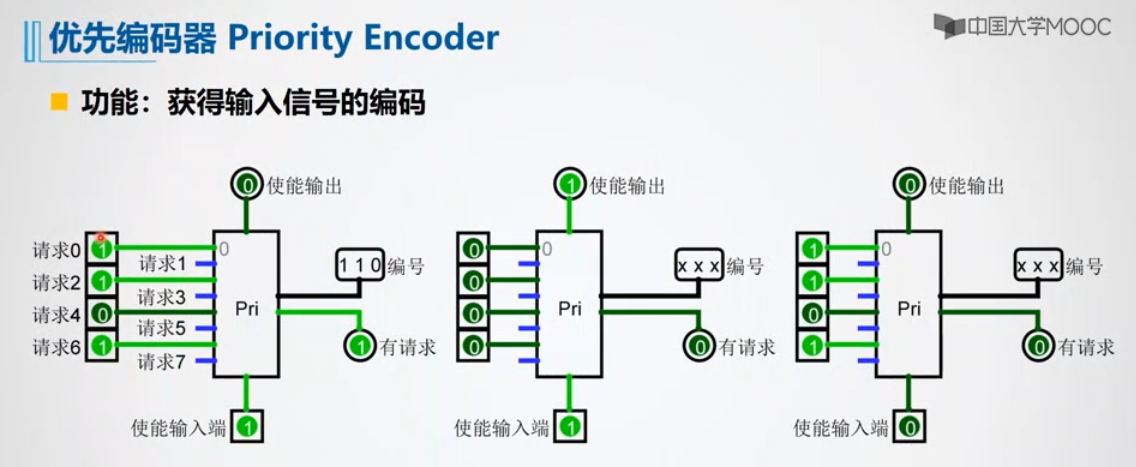 优先编码器 Priority Encoder
中国大学MOOC
功能：获得输入信号的编码
0 使能输出
1 使能输出
0 使能输出
请求0 1 0
请求1
请求2 1
请求3
请求4 0
请求5
请求6 1
请求7
Pri
1 1 0 编号
1 有请求
使能输入端 1
0 0
0
0
0
Pri
x x x 编号
0 有请求
使能输入端 1
1 0
1
0
1
Pri
x x x 编号
0 有请求
使能输入端 0